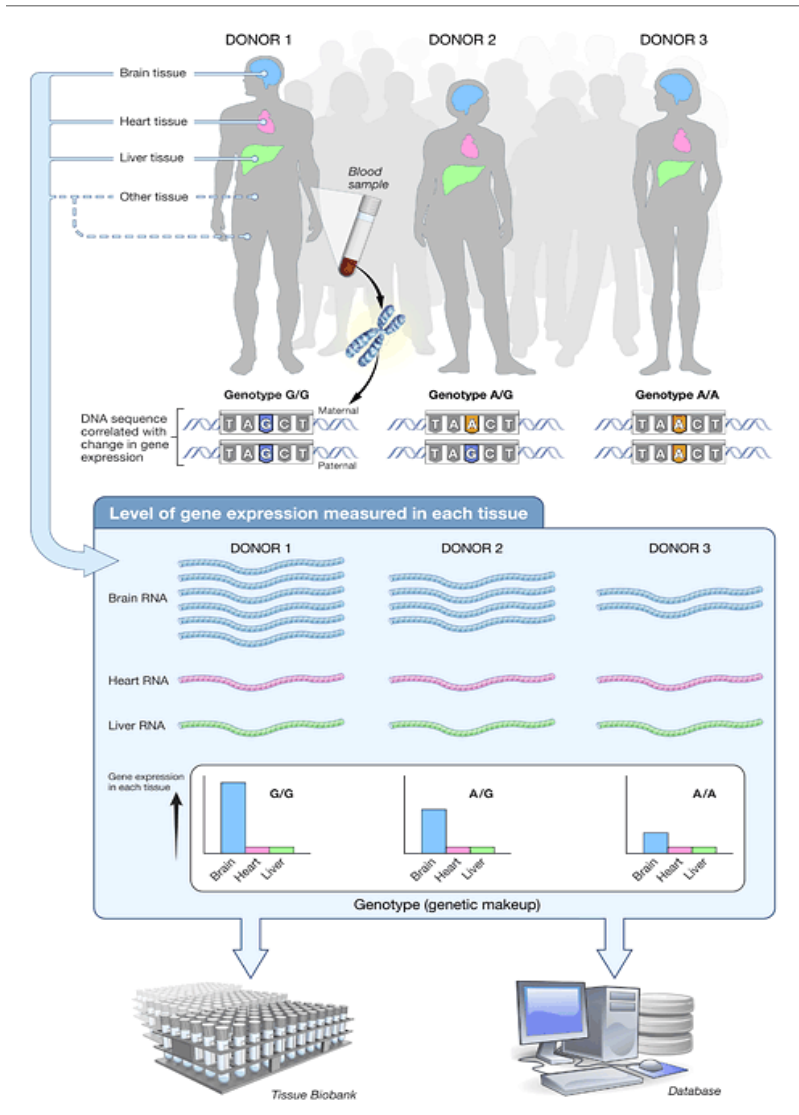 DONOR 1
DONOR 2
DONOR 3
Brain tissue
Heart tissue
Liver tissue
Other tissue
Blood
sample
Genotype G/G
Genotype A/G
Genotype A/A
DNA sequence
correlated with
change in gene
expression
Maternal
T A G C T
T A A C T
T A A C T
T A G C T
T A G C T
T A A C T
Paternal
Level of gene expression measured in each tissue
DONOR 1
DONOR 2
DONOR 3
Brain RNA
Heart RNA
Liver RNA
Gene expression
in each tissue
G/G
A/G
A/A
Brain
Heart
Liver
Brain
Heart
Liver
Brain
Heart
Liver
Genotype (genetic makeup)
Tissue Biobank
Database